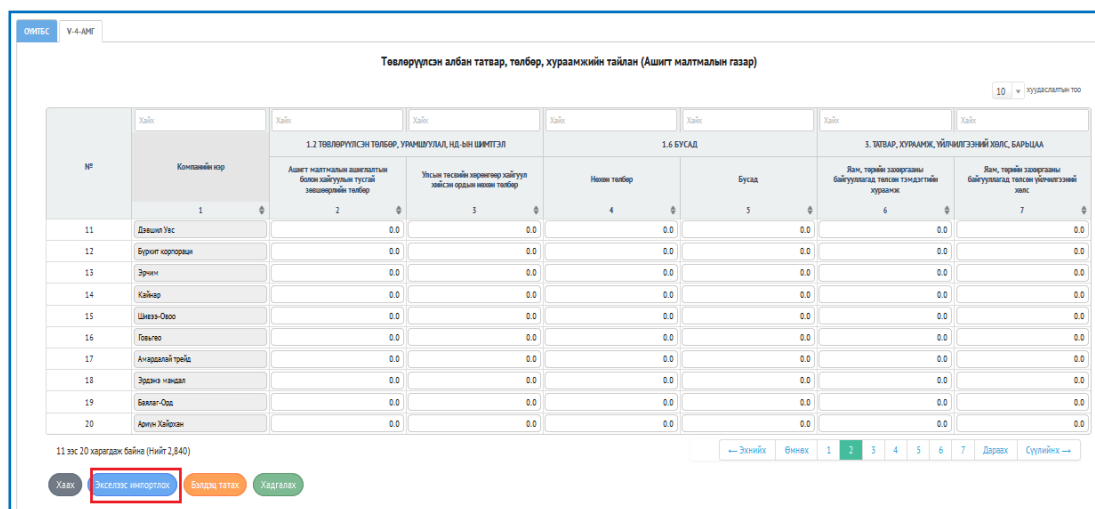 ОҮИТБС V-4-АМГ
Төвлөрүүлсэн албан татвар, төлбөр, хураамжийн тайлан (Ашигт малтмалын газар)
10 хуудаслалтын тоо
Хайх Хайх Хайх Хайх Хайх Хайх Хайх
1.2 ТӨВЛӨРҮҮЛСЭН ТӨЛБӨР, УРАМШУУЛАЛ, НД-ЫН ШИМТГЭЛ 1.6 БУСАД 3. ТАТВАР, ХУРААМЖ, ҮЙЛЧИЛГЭЭНИЙ ХӨЛС, БАРЬЦАА
№ Компанийн нэр
Ашигт малтмалын ашиглалтын болон хайгуулын тусгай зөвшөөрлийн төлбөр
Улсын төсвийн хөрөнгөөр хайгуул хийсэн ордын нөхөн төлбөр
Нөхөн төлбөр
Бусад
Яам, төрийн захиргааны байгууллагад төлсөн тэмдэгтийн хураамж
Яам, төрийн захиргааны байгууллагад төлсөн үйлчилгээний хөлс
1 2 3 4 5 6 7
11 Дэвшил Увс 0.0 0.0 0.0 0.0 0.0 0.0
12 Бүркит корпораци 0.0 0.0 0.0 0.0 0.0 0.0
13 Эрчим 0.0 0.0 0.0 0.0 0.0 0.0
14 Кайнар 0.0 0.0 0.0 0.0 0.0 0.0
15 Шивээ-Овоо 0.0 0.0 0.0 0.0 0.0 0.0
16 Говьгео 0.0 0.0 0.0 0.0 0.0 0.0
17 Амардалай трейд 0.0 0.0 0.0 0.0 0.0 0.0
18 Эрдэнэ мандал 0.0 0.0 0.0 0.0 0.0 0.0
19 Баялаг-Орд 0.0 0.0 0.0 0.0 0.0 0.0
20 Ариун Хайрхан 0.0 0.0 0.0 0.0 0.0 0.0
11 ээс 20 харагдаж байна (Нийт 2,840) ← Эхнийх Өмнөх 1 2 3 4 5 6 7 Дараах Сүүлийнх →
Хаах Экселээс импортлох Бэлдэц татах Хадгалах